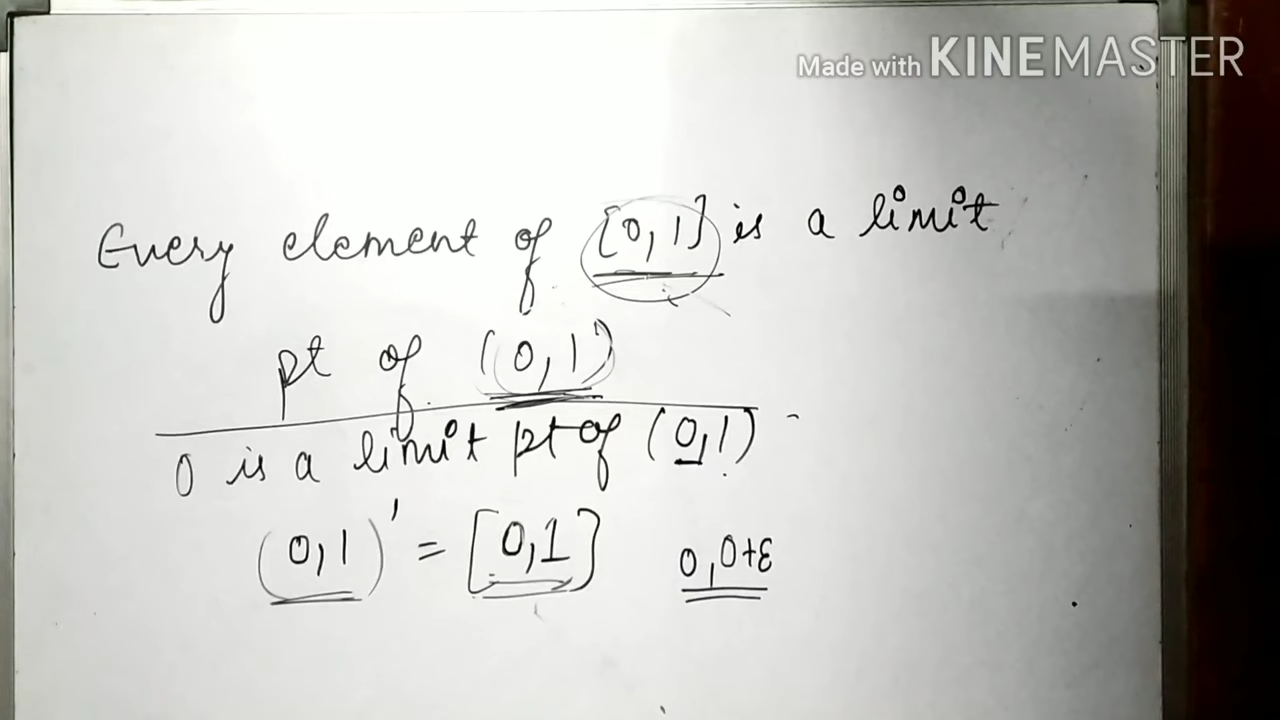 Made with KINEMASTER
Every element of [0, 1] is a limit
pt of (0, 1)
0 is a limit pt of (0, 1)
(0, 1)' = [0, 1] 0, 0+ε